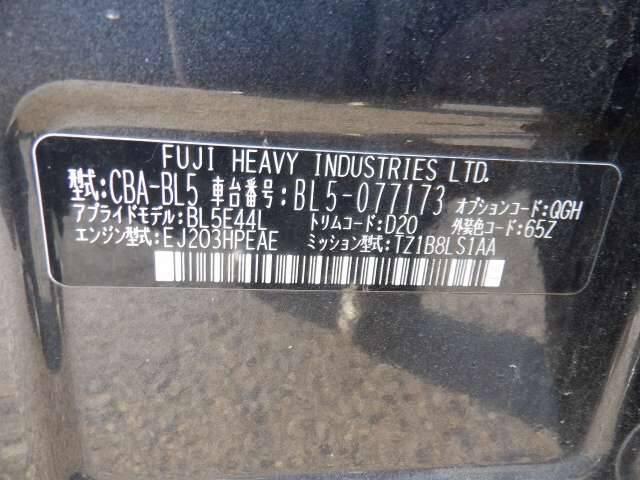 FUJI HEAVY INDUSTRIES LTD.
型式:CBA-BL5 車台番号:BL5-077173 オプションコード:QGH
アプライドモデル:BL5E44L トリムコード:D20 外装色コード:65Z
エンジン型式:EJ203HPEAE ミッション型式:TZ1B8LS1AA